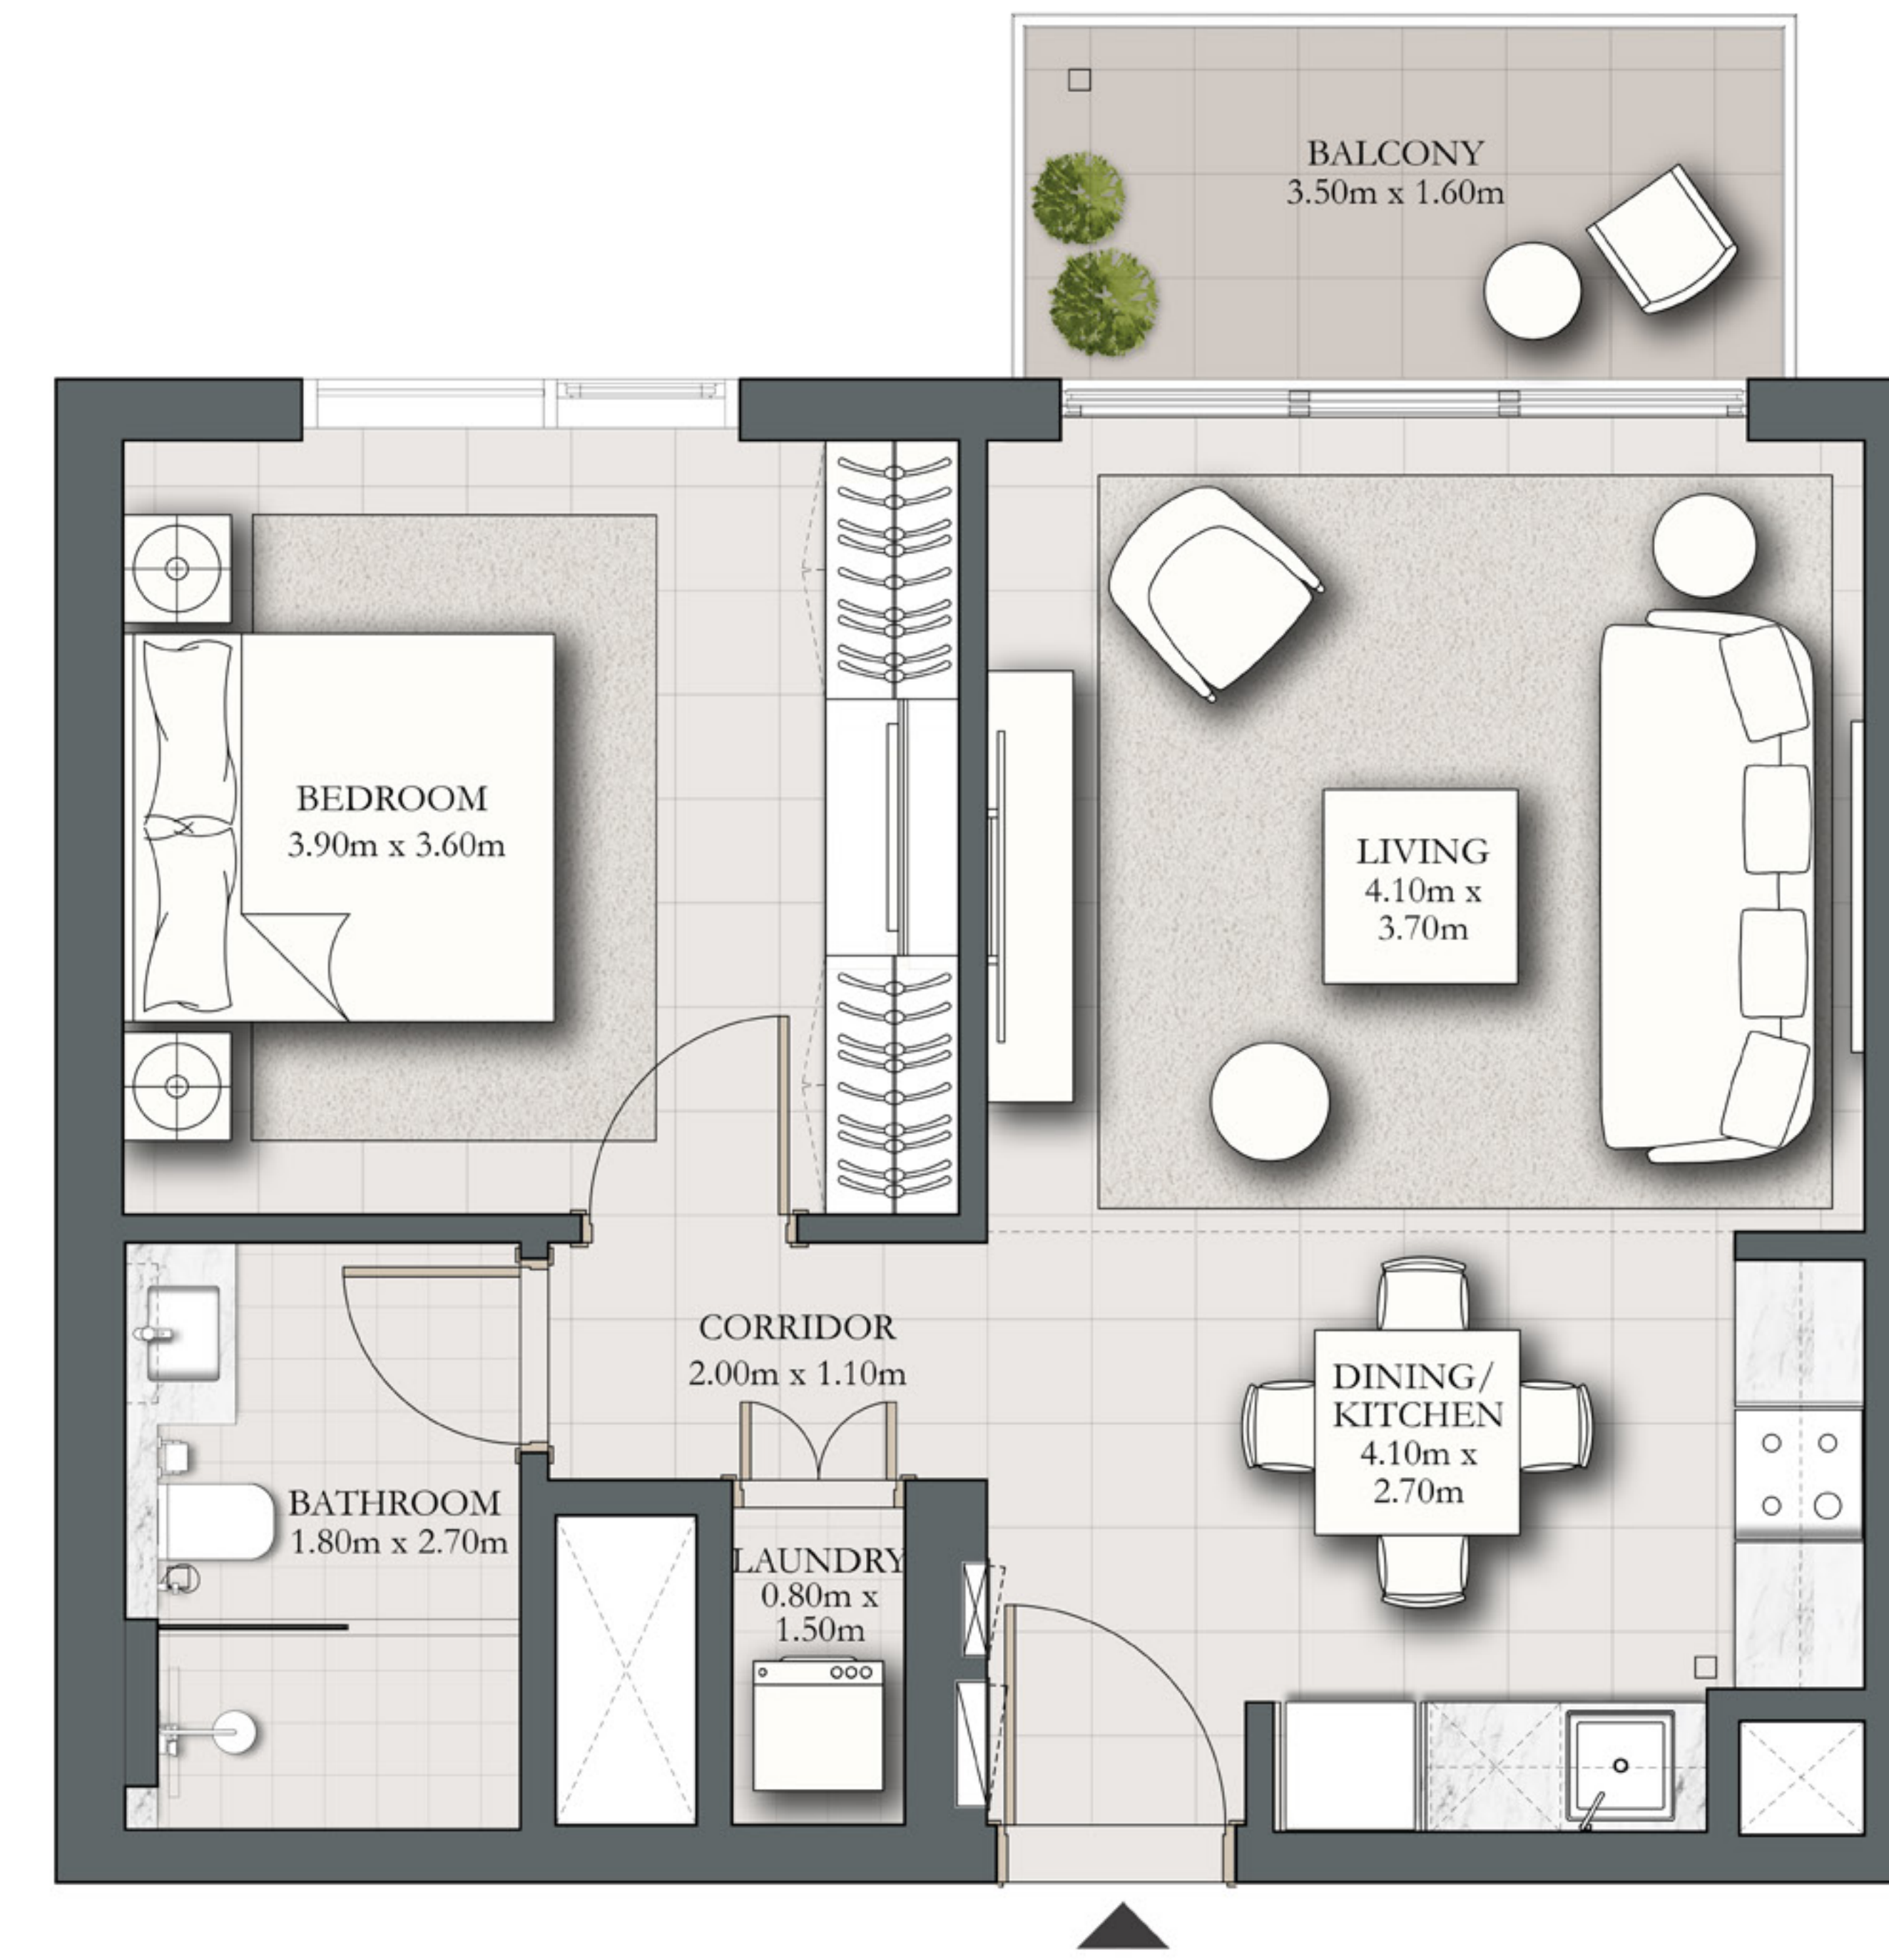 BALCONY
3.50m x 1.60m
BEDROOM
3.90m x 3.60m
LIVING
4.10m x
3.70m
CORRIDOR
2.00m x 1.10m
DINING/
KITCHEN
4.10m x
2.70m
BATHROOM
1.80m x 2.70m
LAUNDRY
0.80m x
1.50m